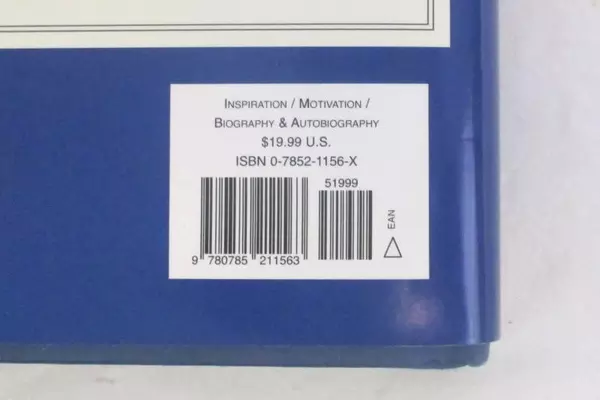 INSPIRATION / MOTIVATION /
BIOGRAPHY & AUTOBIOGRAPHY
$19.99 U.S.
ISBN 0-7852-1156-X
51999
9 780785 211563
EAN